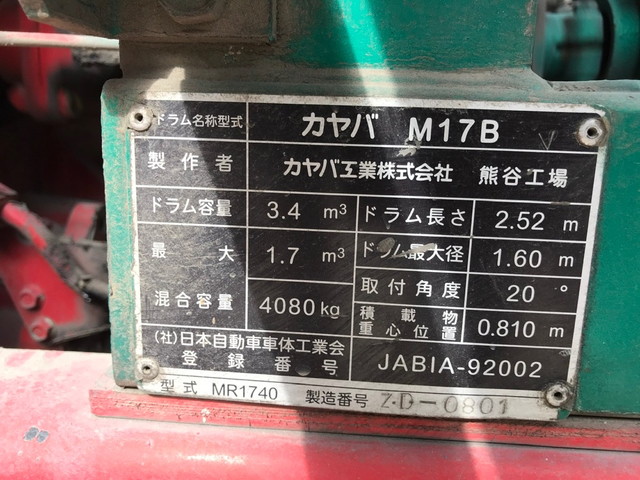 ドラム名称型式 カヤバ M17B
製作者 カヤバ工業株式会社 熊谷工場
ドラム容量 3.4 m³ ドラム長さ 2.52 m
最大 1.7 m³ ドラム最大径 1.60 m
混合容量 4080kg 取付角度 20 °
積載物
重心位置 0.810 m
(社)日本自動車車体工業会
登録番号 JABIA-92002
型式 MR1740 製造番号 ZD-0801